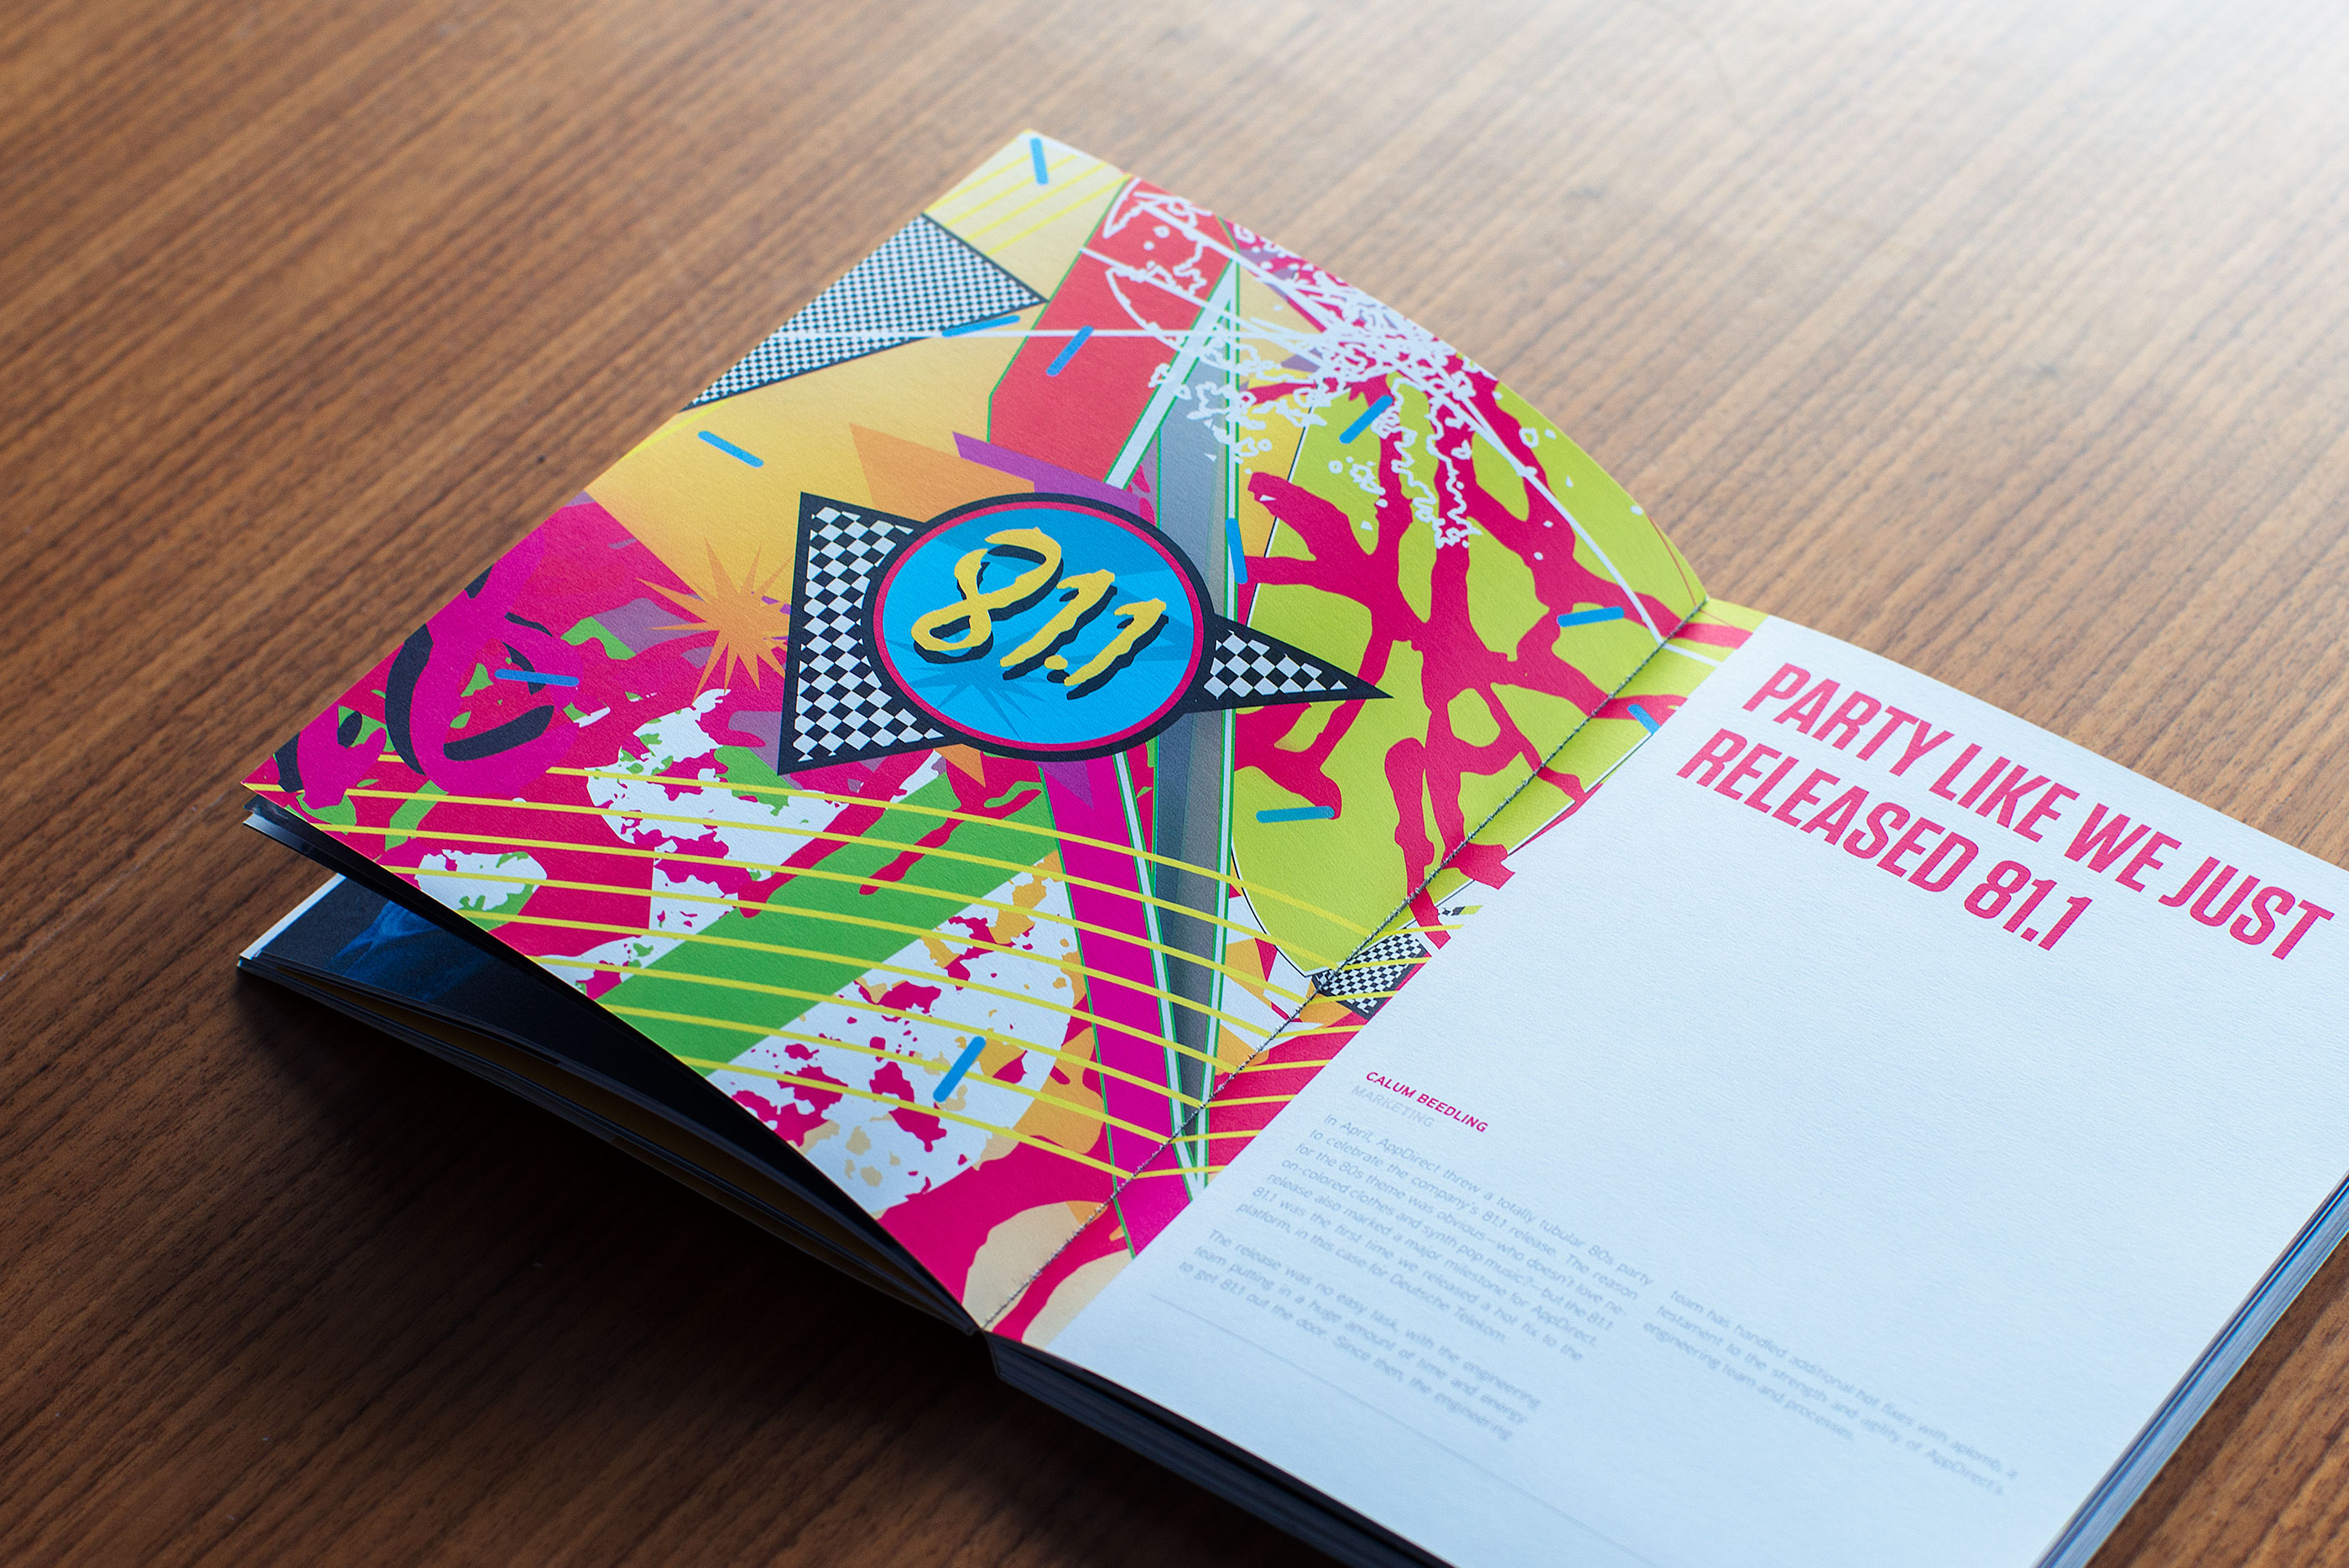 81.1
PARTY LIKE WE JUST
RELEASED 81.1
CALUM BEEDLING
MARKETING
In April, AppDirect threw a totally tubular 80s party
to celebrate the company's 81.1 release. The reason
for the 80s theme was obvious—who doesn't love ne-
on-colored clothes and synth pop music?—but the 81.1
release also marked a major milestone for AppDirect.
81.1 was the first time we released a hot fix to the
platform, in this case for Deutsche Telekom.
The release was no easy task, with the engineering
team putting in a huge amount of time and energy
to get 81.1 out the door. Since then, the engineering
team has handled additional hot fixes with aplomb, a
testament to the strength and agility of AppDirect's
engineering team and processes.